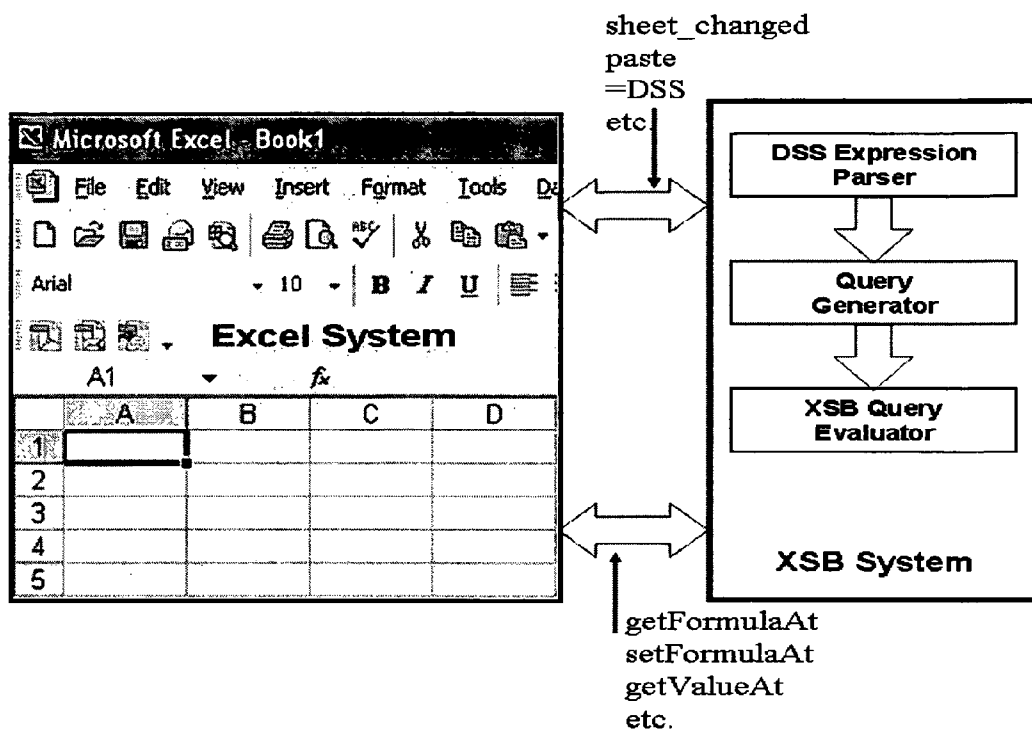 sheet_changed
paste
=DSS
etc.
Microsoft Excel - Book1
File Edit View Insert Format Tools Da
ABC
Arial 10 B I U
Excel System
A1 fx
A B C D
1
2
3
4
5
DSS Expression
Parser
Query
Generator
XSB Query
Evaluator
XSB System
getFormulaAt
setFormulaAt
getValueAt
etc.